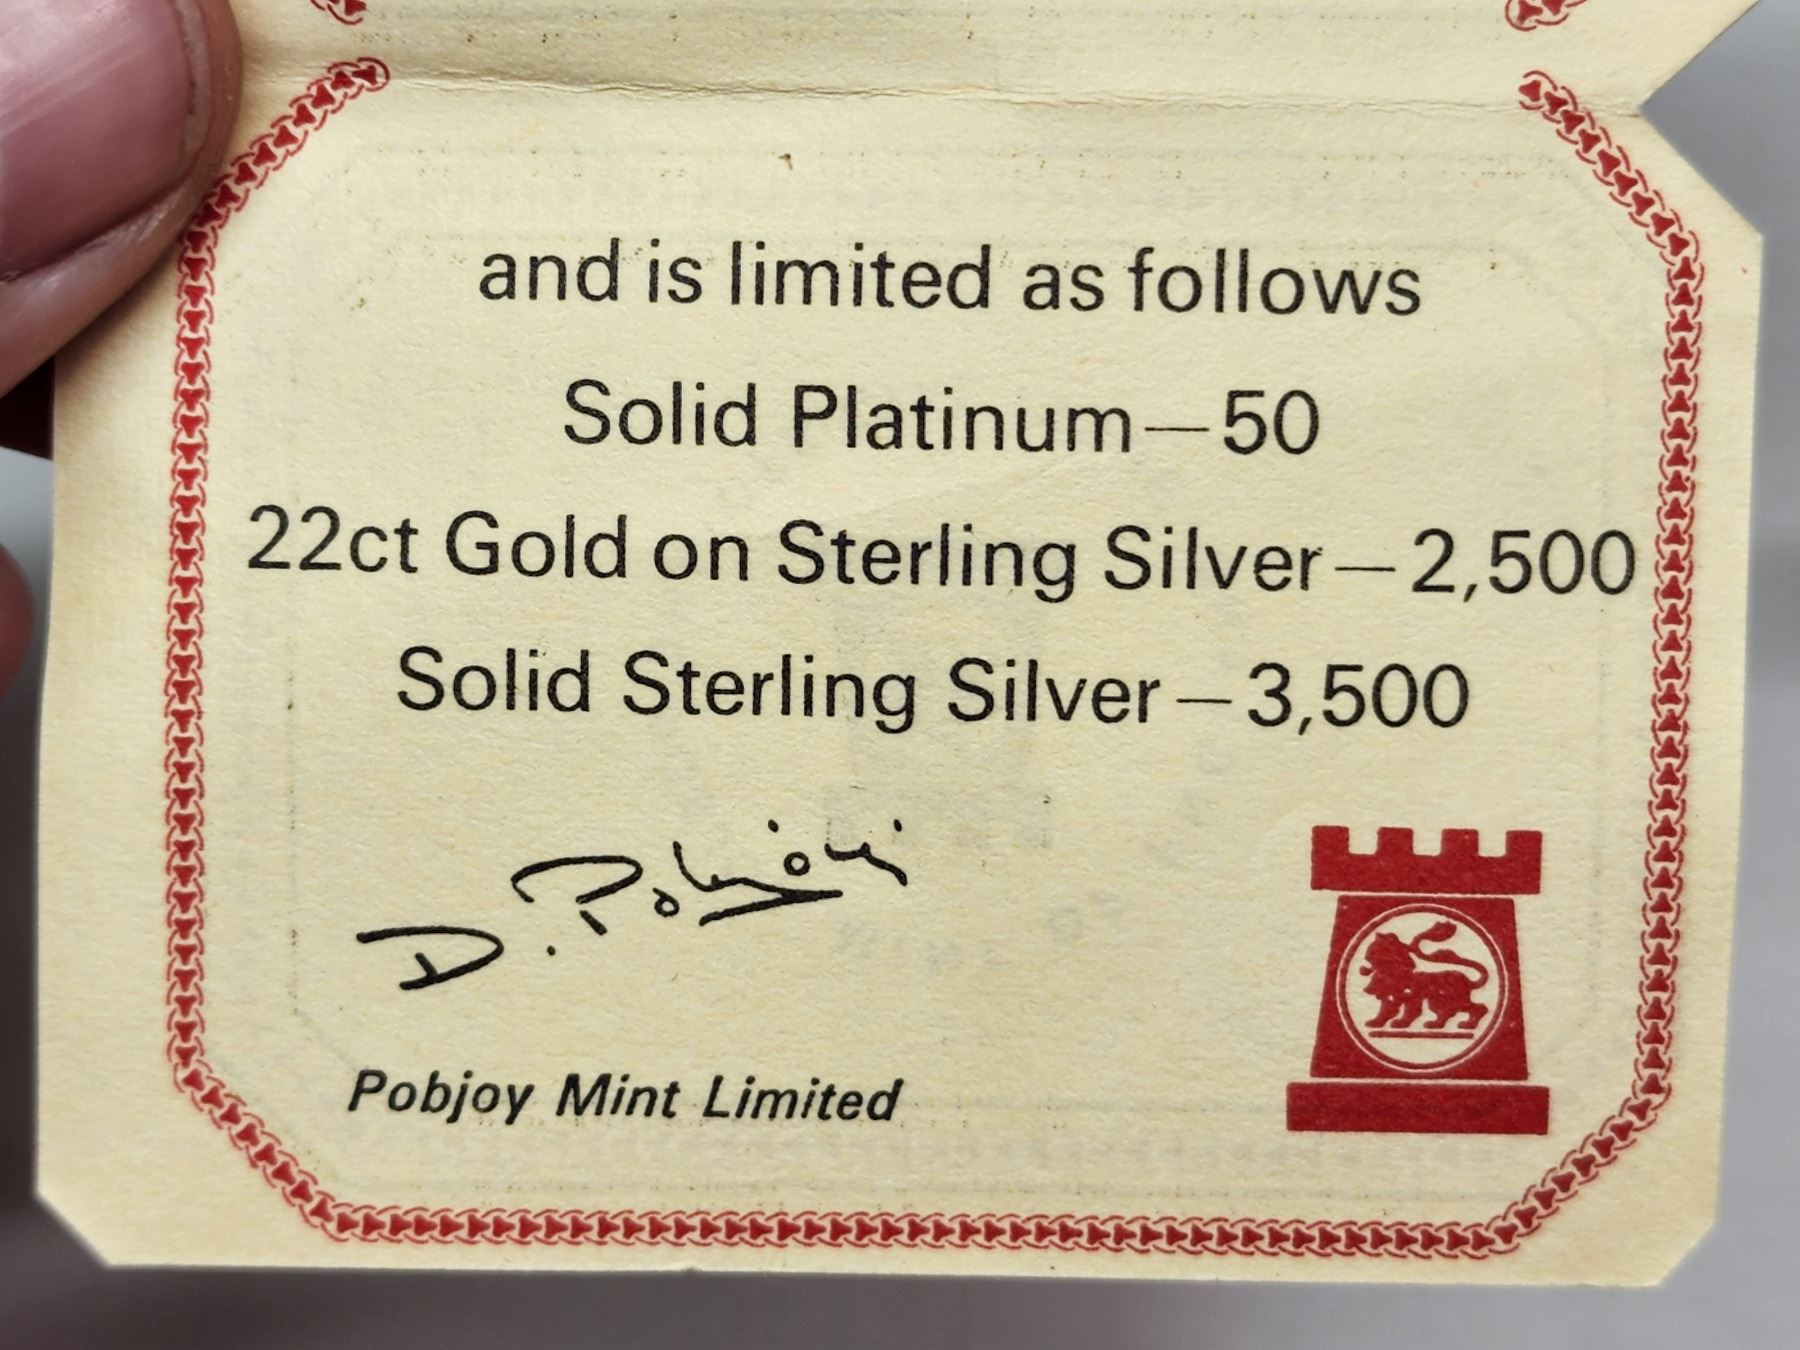 and is limited as follows
Solid Platinum—50
22ct Gold on Sterling Silver—2,500
Solid Sterling Silver—3,500
D. Pobjoy
Pobjoy Mint Limited